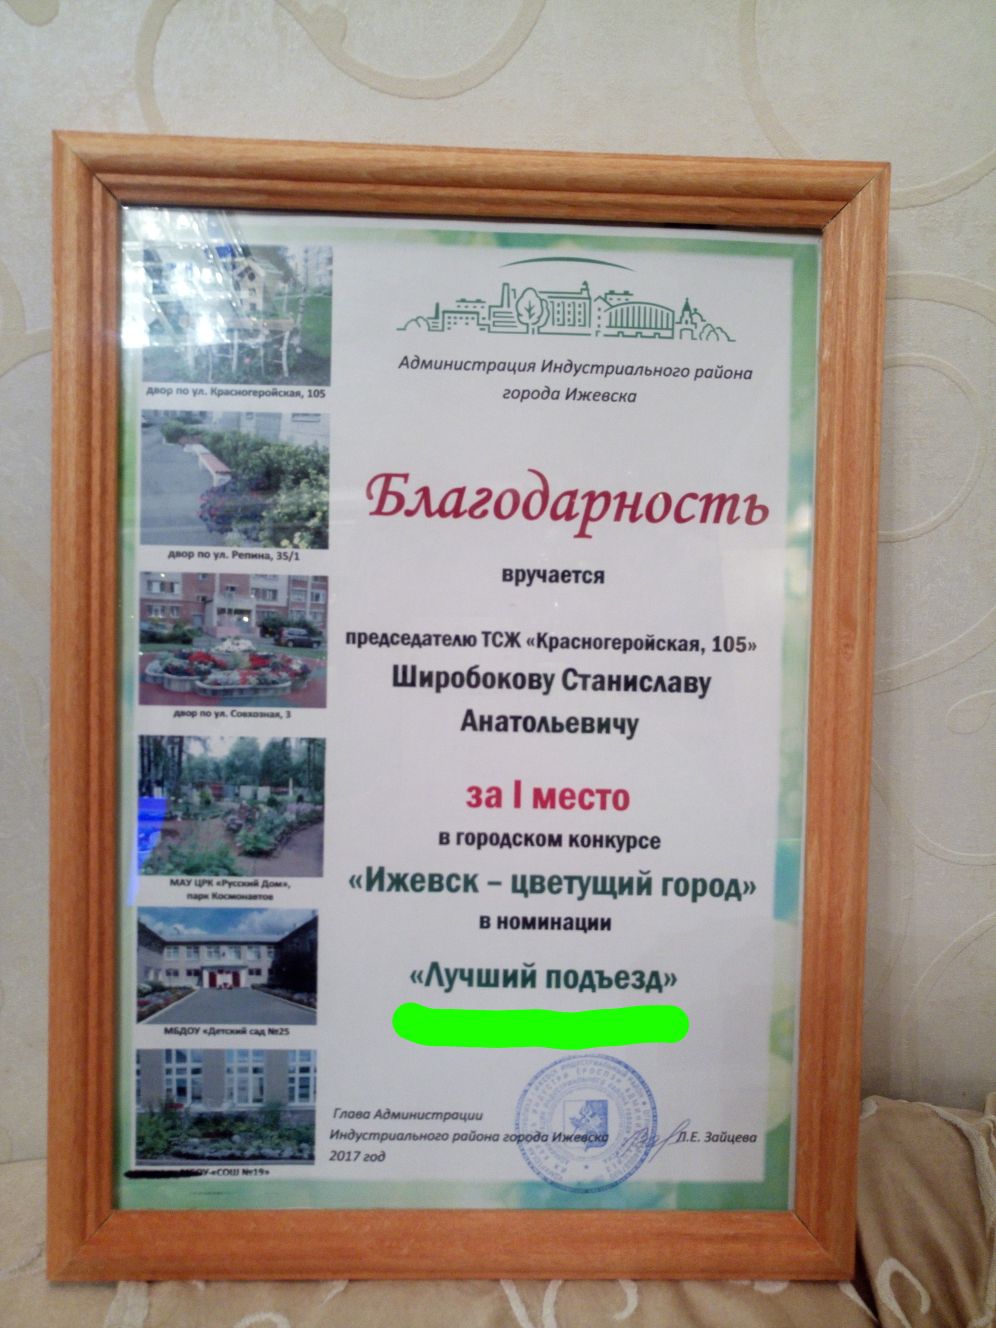 двор по ул. Красногеройская, 105
двор по ул. Репина, 35/1
двор по ул. Совхозная, 3
МАУ ЦРК «Русский Дом»,
парк Космонавтов
МБДОУ «Детский сад №25
«СОШ №19»
Администрация Индустриального района
города Ижевска
Благодарность
вручается
председателю ТСЖ «Красногеройская, 105»
Широбокову Станиславу
Анатольевичу
за I место
в городском конкурсе
«Ижевск – цветущий город»
в номинации
«Лучший подъезд»
Глава Администрации
Индустриального района города Ижевска
Л.Е. Зайцева
2017 год